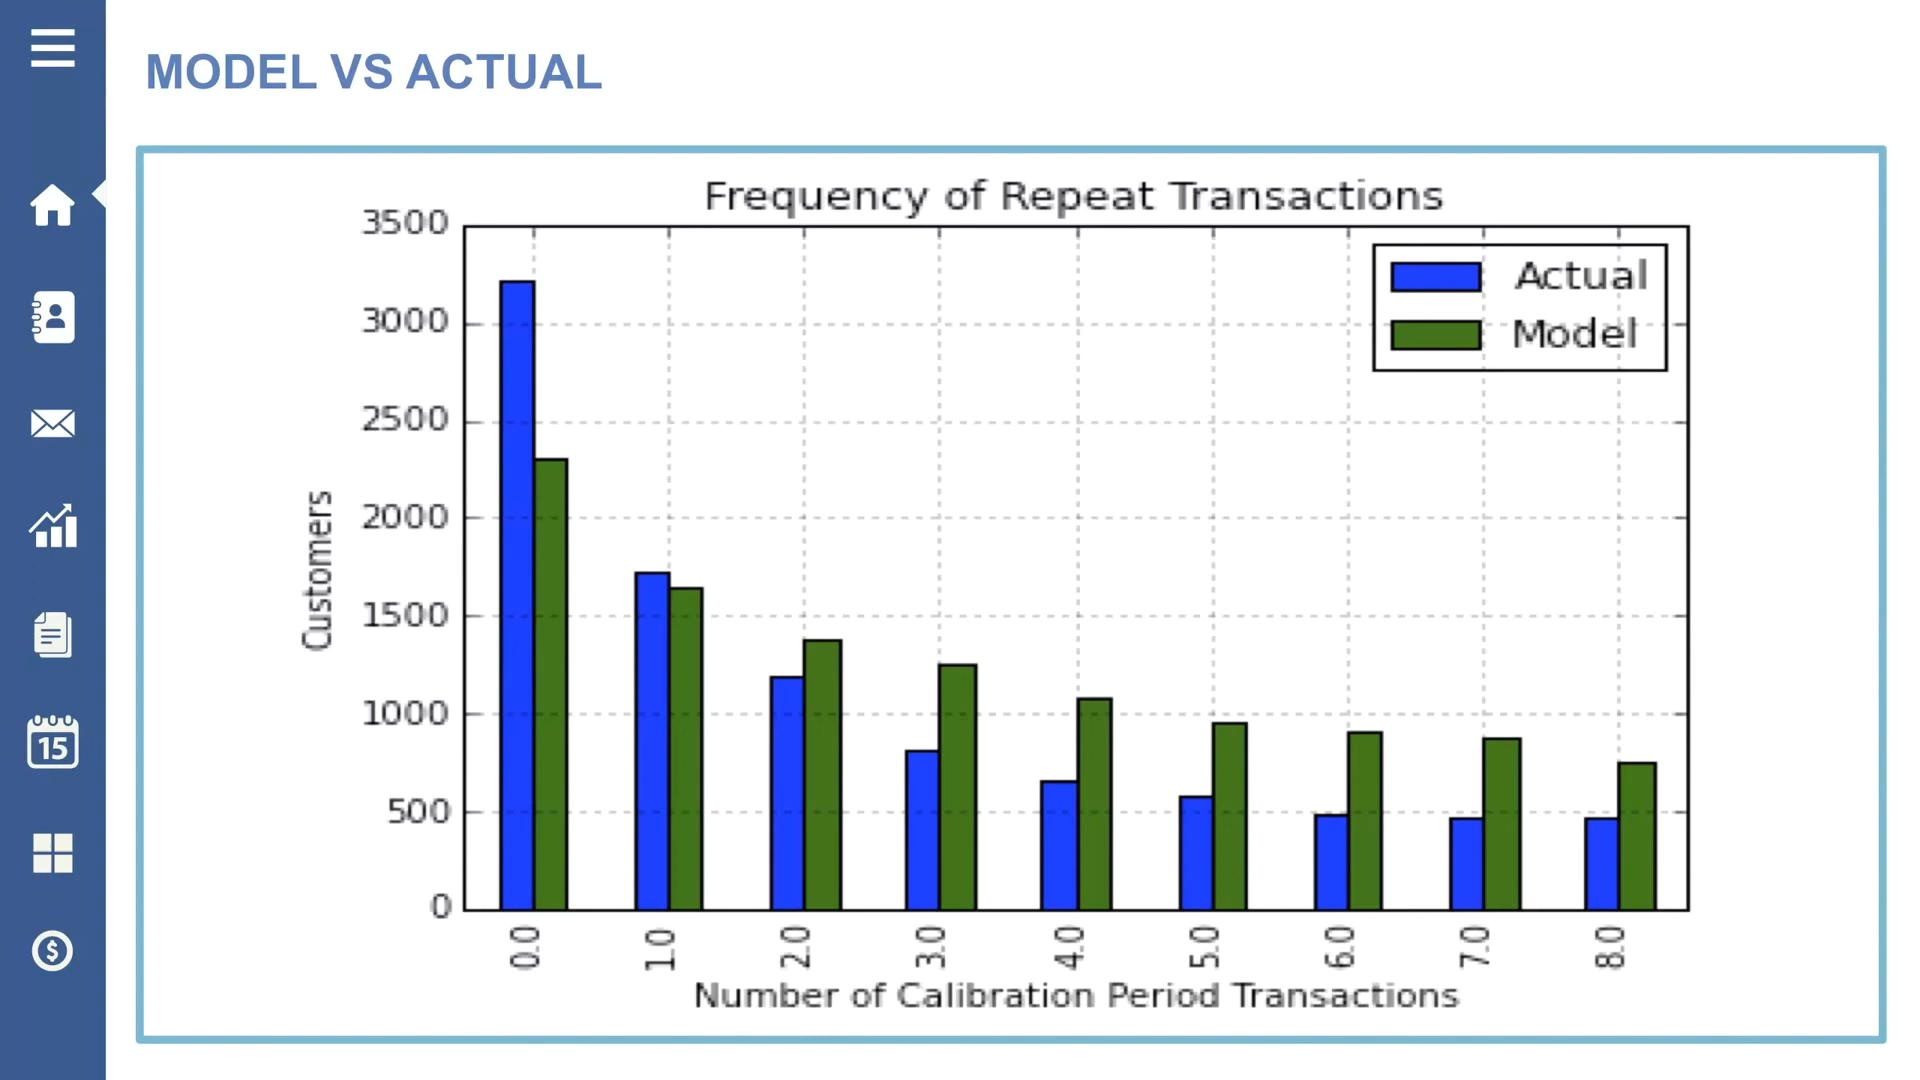 MODEL VS ACTUAL
Frequency of Repeat Transactions
3500
3000
2500
2000
1500
1000
500
0
Customers
Actual
Model
0.0 1.0 2.0 3.0 4.0 5.0 6.0 7.0 8.0
Number of Calibration Period Transactions
15
$